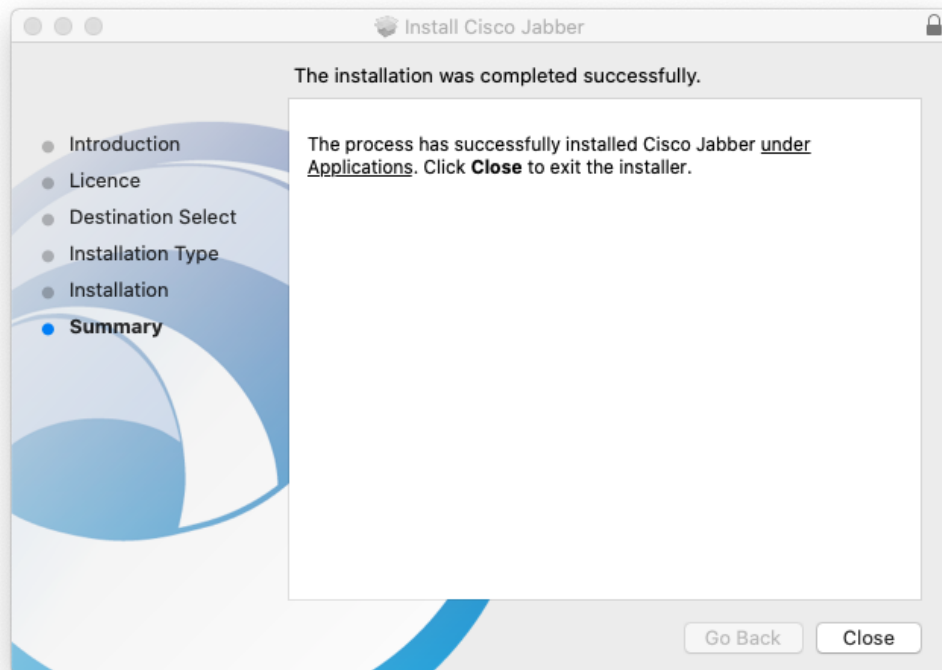 Install Cisco Jabber
The installation was completed successfully.
Introduction
Licence
Destination Select
Installation Type
Installation
Summary
The process has successfully installed Cisco Jabber under
Applications. Click Close to exit the installer.
Go Back
Close